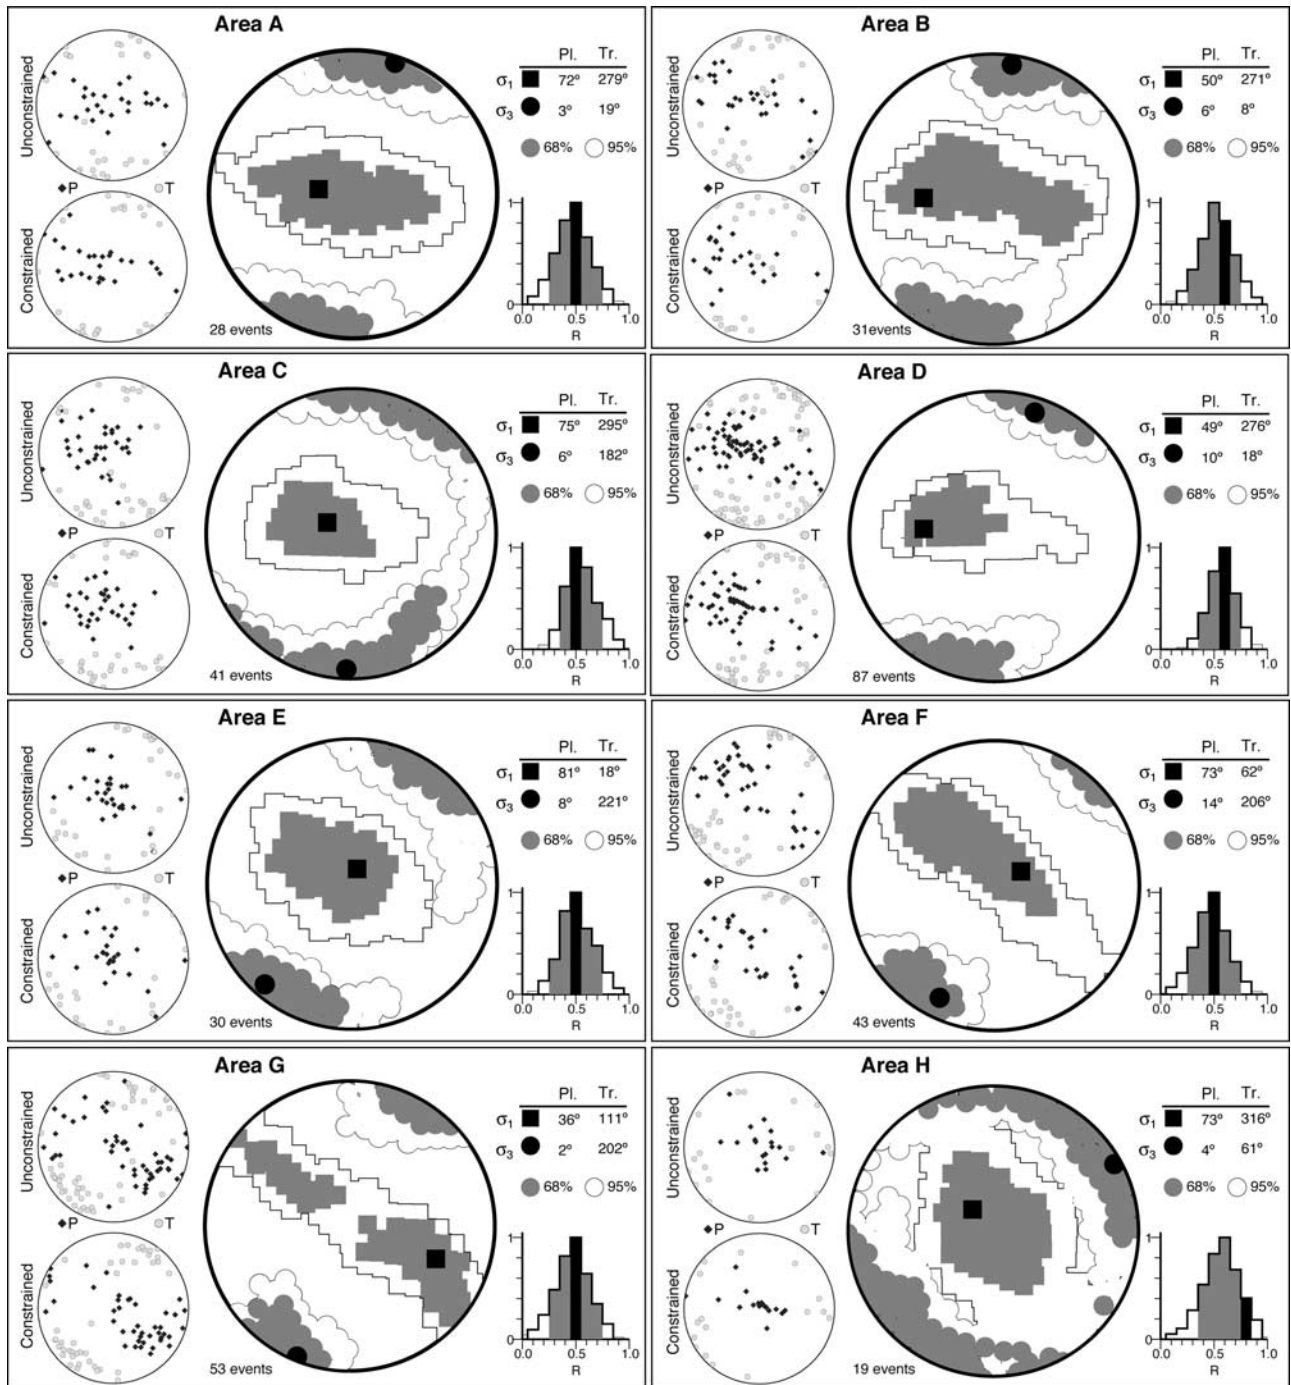 Area A
Unconstrained
Constrained
P T
Pl. Tr.
σ1 72º 279º
σ3 3º 19º
68% 95%
28 events
1
0
0.0 0.5 1.0
R
Area B
Unconstrained
Constrained
P T
Pl. Tr.
σ1 50º 271º
σ3 6º 8º
68% 95%
31events
1
0
0.0 0.5 1.0
R
Area C
Unconstrained
Constrained
P T
Pl. Tr.
σ1 75º 295º
σ3 6º 182º
68% 95%
41 events
1
0
0.0 0.5 1.0
R
Area D
Unconstrained
Constrained
P T
Pl. Tr.
σ1 49º 276º
σ3 10º 18º
68% 95%
87 events
1
0
0.0 0.5 1.0
R
Area E
Unconstrained
Constrained
P T
Pl. Tr.
σ1 81º 18º
σ3 8º 221º
68% 95%
30 events
1
0
0.0 0.5 1.0
R
Area F
Unconstrained
Constrained
P T
Pl. Tr.
σ1 73º 62º
σ3 14º 206º
68% 95%
43 events
1
0
0.0 0.5 1.0
R
Area G
Unconstrained
Constrained
P T
Pl. Tr.
σ1 36º 111º
σ3 2º 202º
68% 95%
53 events
1
0
0.0 0.5 1.0
R
Area H
Unconstrained
Constrained
P T
Pl. Tr.
σ1 73º 316º
σ3 4º 61º
68% 95%
19 events
1
0
0.0 0.5 1.0
R